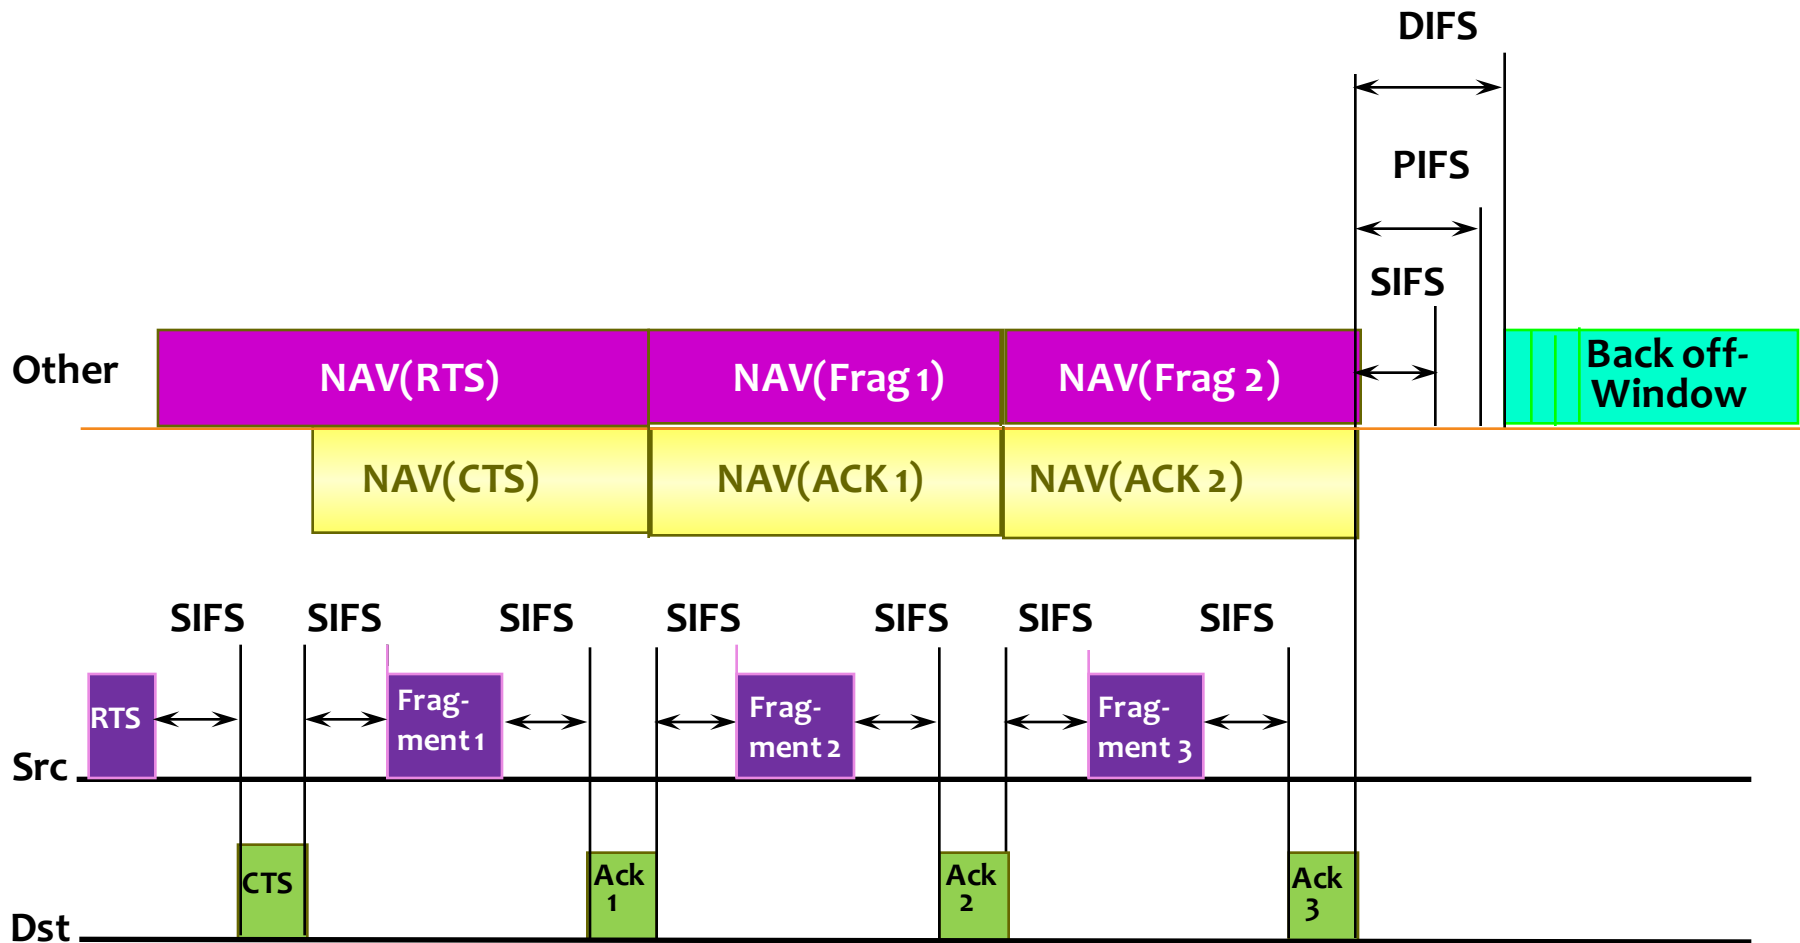 DIFS
PIFS
SIFS
Other
NAV(RTS)
NAV(Frag 1)
NAV(Frag 2)
Back off-
Window
NAV(CTS)
NAV(ACK 1)
NAV(ACK 2)
SIFS
SIFS
SIFS
SIFS
SIFS
SIFS
SIFS
RTS
Frag-
ment 1
Frag-
ment 2
Frag-
ment 3
Src
CTS
Ack
1
Ack
2
Ack
3
Dst